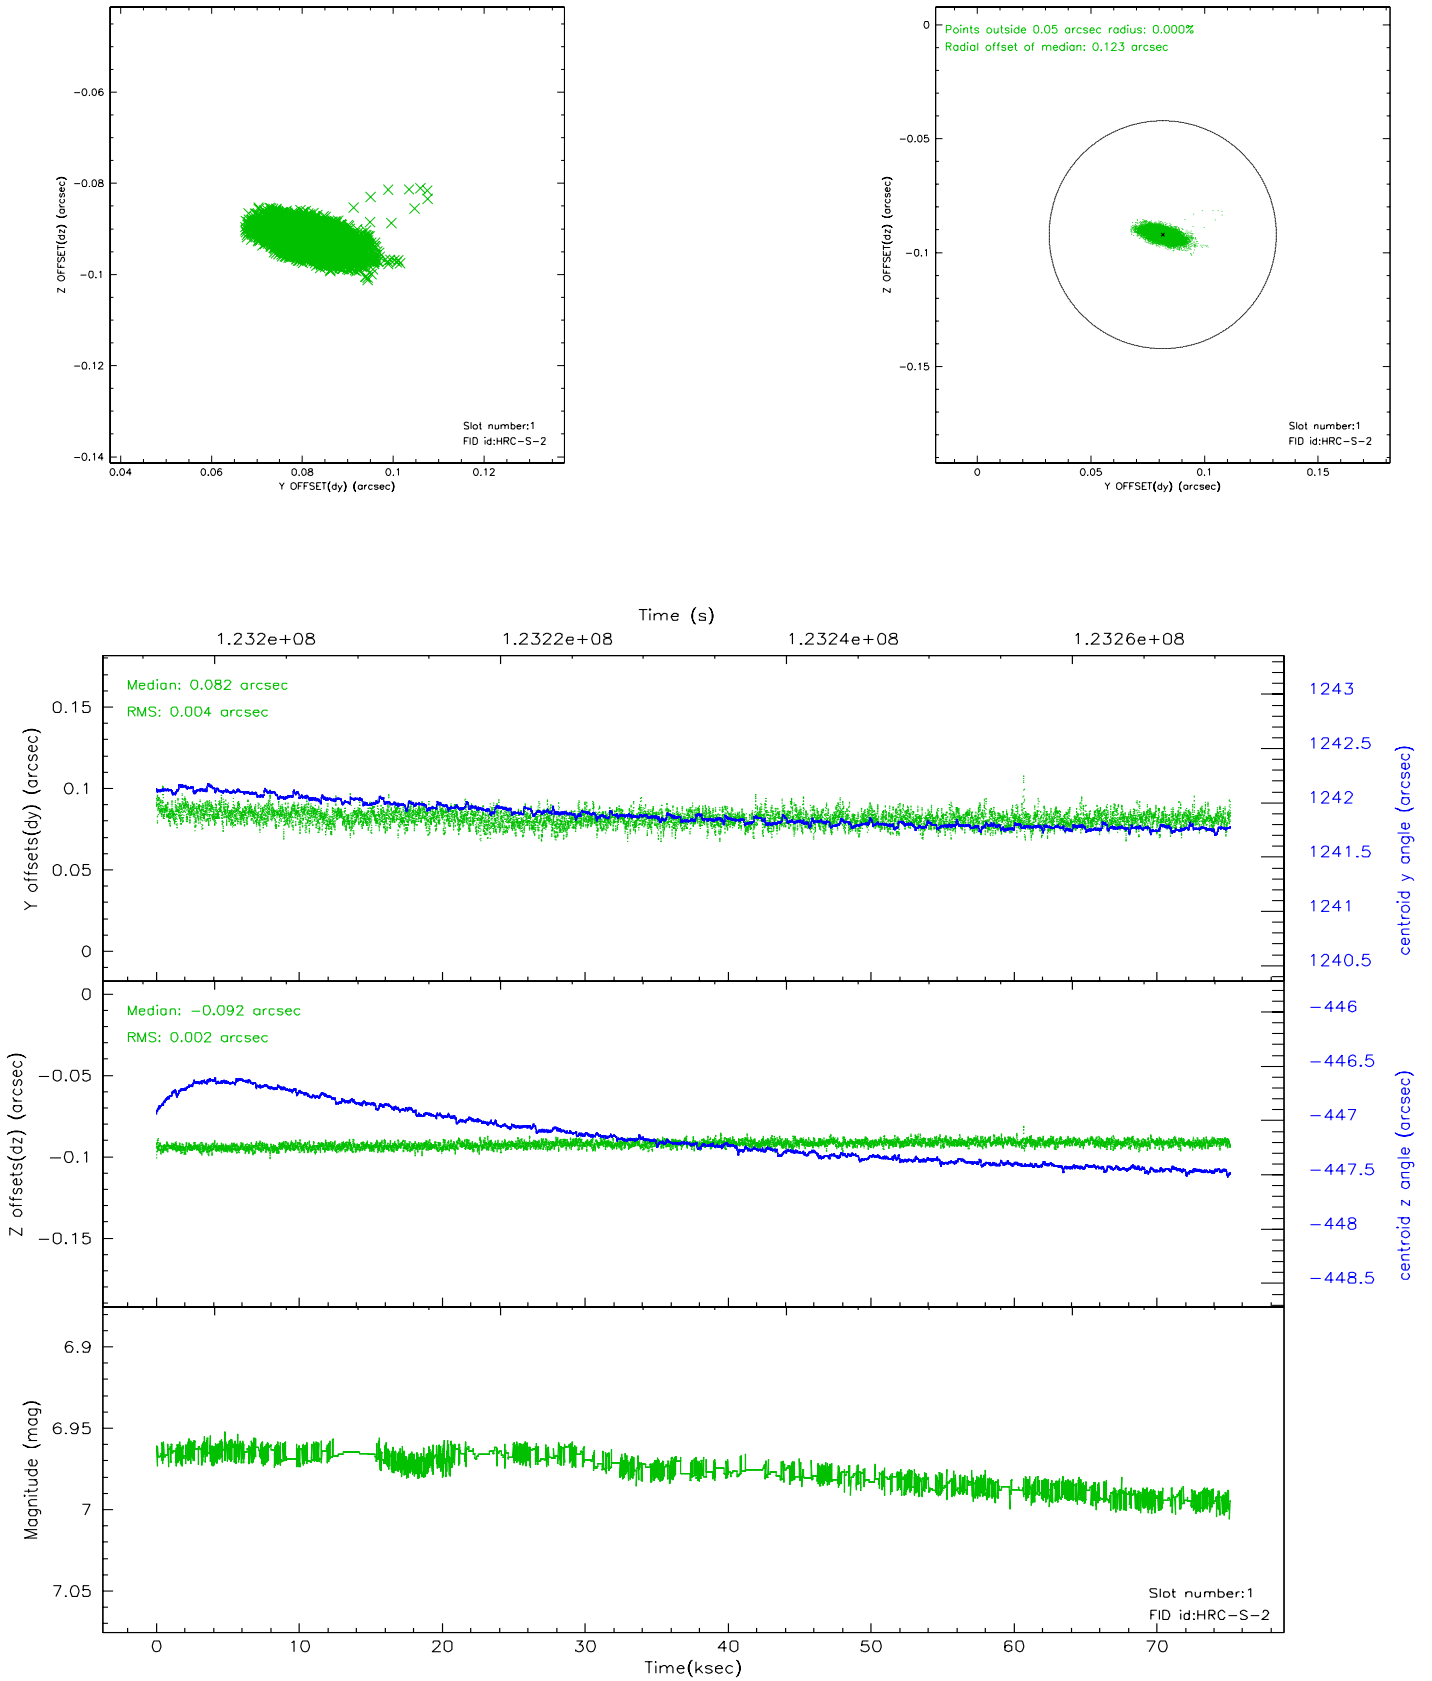 -0.06
-0.08
-0.1
-0.12
-0.14
Z OFFSET(dz) (arcsec)
0.04 0.06 0.08 0.1 0.12
Y OFFSET(dy) (arcsec)
Slot number:1
FID id:HRC-S-2
Points outside 0.05 arcsec radius: 0.000%
Radial offset of median: 0.123 arcsec
0
-0.05
-0.1
-0.15
Z OFFSET(dz) (arcsec)
0 0.05 0.1 0.15
Y OFFSET(dy) (arcsec)
Slot number:1
FID id:HRC-S-2
Time (s)
1.232e+08 1.2322e+08 1.2324e+08 1.2326e+08
Median: 0.082 arcsec
RMS: 0.004 arcsec
0.15
0.1
0.05
0
Y offsets(dy) (arcsec)
1243
1242.5
1242
1241.5
1241
1240.5
centroid y angle (arcsec)
Median: -0.092 arcsec
RMS: 0.002 arcsec
0
-0.05
-0.1
-0.15
Z offsets(dz) (arcsec)
-446
-446.5
-447
-447.5
-448
-448.5
centroid z angle (arcsec)
6.9
6.95
7
7.05
Magnitude (mag)
Slot number:1
FID id:HRC-S-2
0 10 20 30 40 50 60 70
Time(ksec)